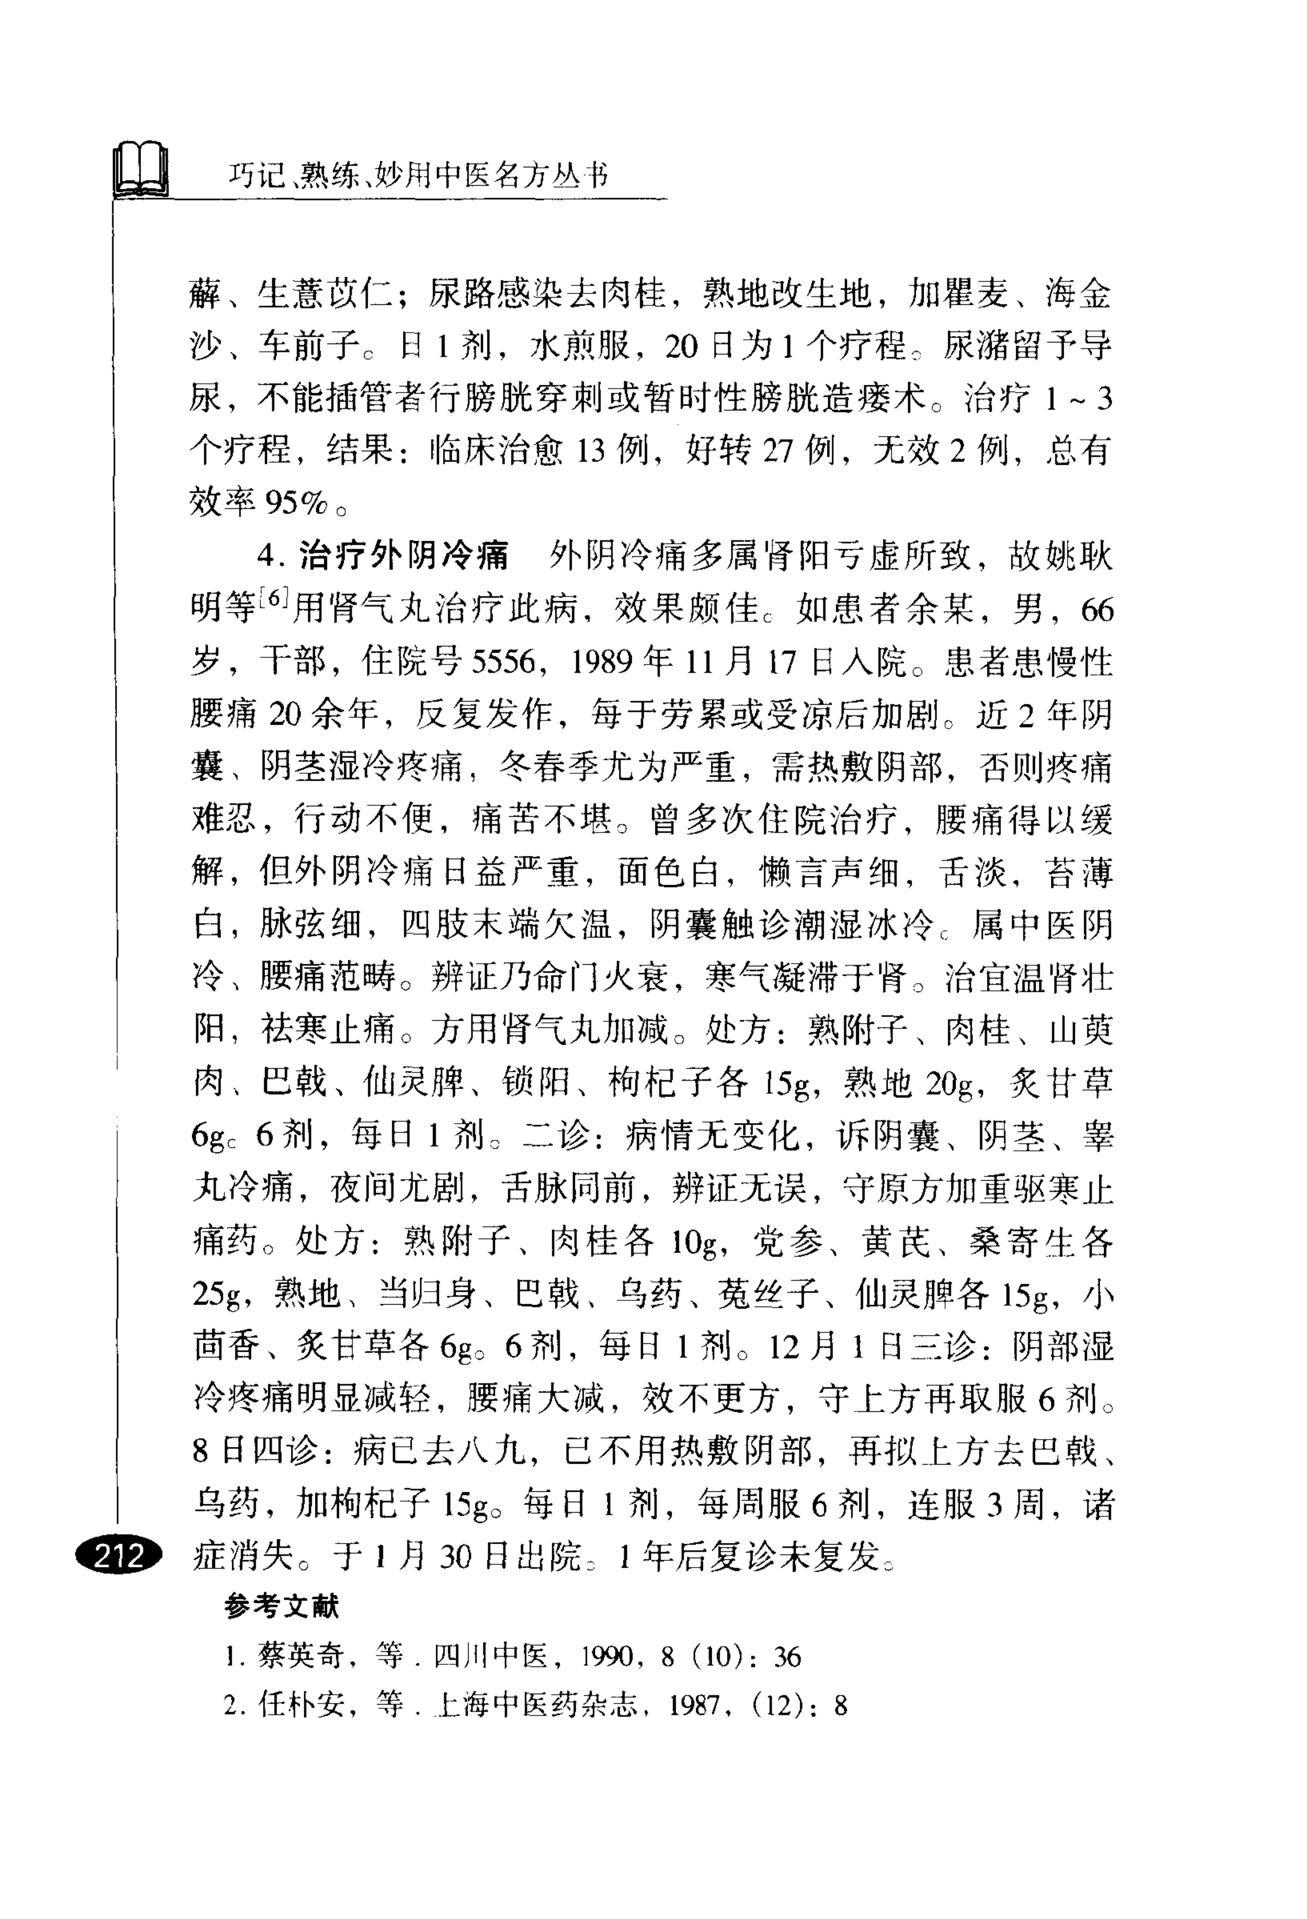 巧记、熟练、妙用中医名方丛书
薢、生薏苡仁；尿路感染去肉桂，熟地改生地，加瞿麦、海金
沙、车前子。日 1 剂，水煎服，20 日为 1 个疗程。尿潴留予导
尿，不能插管者行膀胱穿刺或暂时性膀胱造瘘术。治疗 1 ~ 3
个疗程，结果：临床治愈 13 例，好转 27 例，无效 2 例，总有
效率 95%。
4. 治疗外阴冷痛 外阴冷痛多属肾阳亏虚所致，故姚耿
明等[6]用肾气丸治疗此病，效果颇佳。如患者余某，男，66
岁，干部，住院号 5556，1989 年 11 月 17 日入院。患者患慢性
腰痛 20 余年，反复发作，每于劳累或受凉后加剧。近 2 年阴
囊、阴茎湿冷疼痛，冬春季尤为严重，需热敷阴部，否则疼痛
难忍，行动不便，痛苦不堪。曾多次住院治疗，腰痛得以缓
解，但外阴冷痛日益严重，面色白，懒言声细，舌淡，苔薄
白，脉弦细，四肢末端欠温，阴囊触诊潮湿冰冷。属中医阴
冷、腰痛范畴。辨证乃命门火衰，寒气凝滞于肾。治宜温肾壮
阳，祛寒止痛。方用肾气丸加减。处方：熟附子、肉桂、山萸
肉、巴戟、仙灵脾、锁阳、枸杞子各 15g，熟地 20g，炙甘草
6g。6 剂，每日 1 剂。二诊：病情无变化，诉阴囊、阴茎、睾
丸冷痛，夜间尤剧，舌脉同前，辨证无误，守原方加重驱寒止
痛药。处方：熟附子、肉桂各 10g，党参、黄芪、桑寄生各
25g，熟地、当归身、巴戟、乌药、菟丝子、仙灵脾各 15g，小
茴香、炙甘草各 6g。6 剂，每日 1 剂。12 月 1 日三诊：阴部湿
冷疼痛明显减轻，腰痛大减，效不更方，守上方再取服 6 剂。
8 日四诊：病已去八九，已不用热敷阴部，再拟上方去巴戟、
乌药，加枸杞子 15g。每日 1 剂，每周服 6 剂，连服 3 周，诸
症消失。于 1 月 30 日出院。1 年后复诊未复发。
212
参考文献
1. 蔡英奇，等．四川中医，1990，8（10）：36
2. 任朴安，等．上海中医药杂志，1987，（12）：8